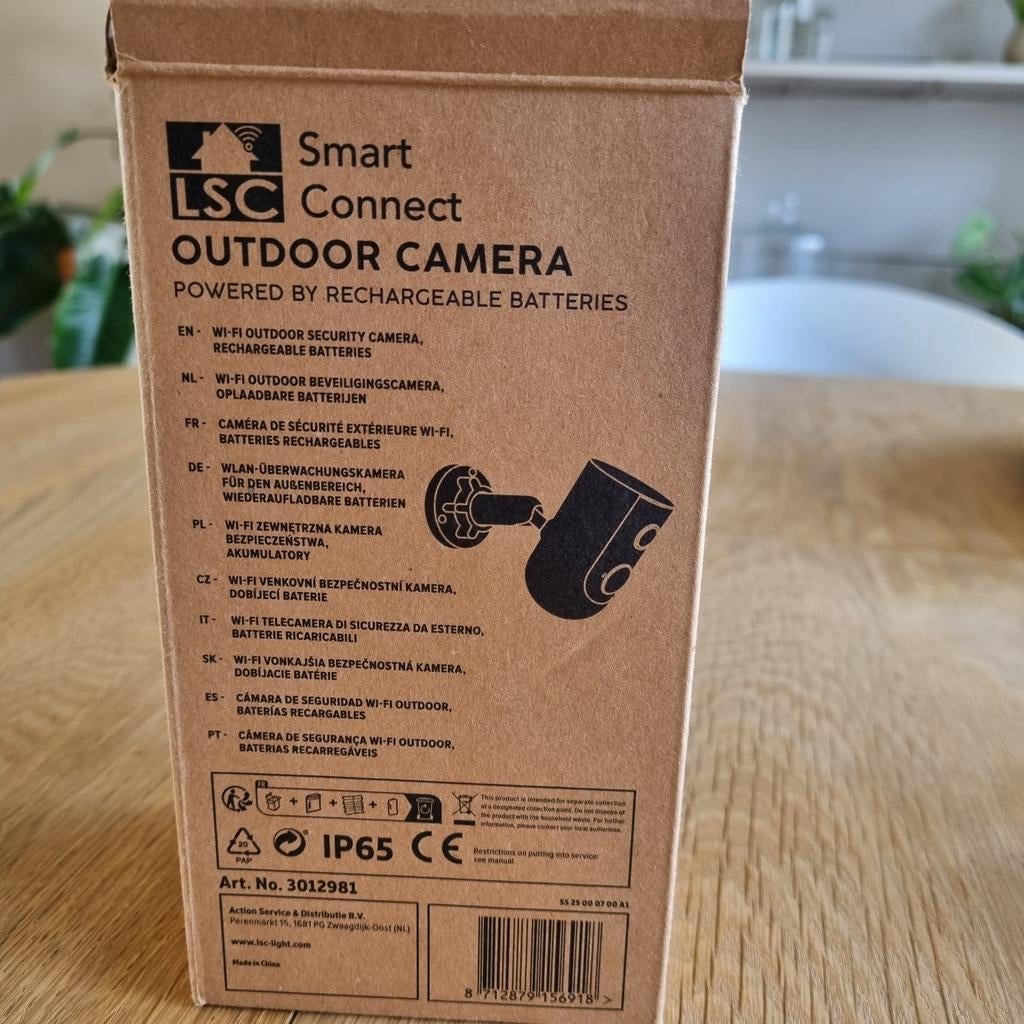 LSC
Smart
Connect
OUTDOOR CAMERA
POWERED BY RECHARGEABLE BATTERIES
EN - WI-FI OUTDOOR SECURITY CAMERA,
RECHARGEABLE BATTERIES
NL - WI-FI OUTDOOR BEVEILIGINGSCAMERA,
OPLAADBARE BATTERIJEN
FR - CAMÉRA DE SÉCURITÉ EXTÉRIEURE WI-FI,
BATTERIES RECHARGEABLES
DE - WLAN-ÜBERWACHUNGSKAMERA
FÜR DEN AUßENBEREICH,
WIEDERAUFLADBARE BATTERIEN
PL - WI-FI ZEWNĘTRZNA KAMERA
BEZPIECZEŃSTWA,
AKUMULATORY
CZ - WI-FI VENKOVNÍ BEZPEČNOSTNÍ KAMERA,
DOBÍJECÍ BATERIE
IT - WI-FI TELECAMERA DI SICUREZZA DA ESTERNO,
BATTERIE RICARICABILI
SK - WI-FI VONKAJŠIA BEZPEČNOSTNÁ KAMERA,
DOBÍJACIE BATÉRIE
ES - CÁMARA DE SEGURIDAD WI-FI OUTDOOR,
BATERÍAS RECARGABLES
PT - CÂMERA DE SEGURANÇA WI-FI OUTDOOR,
BATERIAS RECARREGÁVEIS
FR
This product is intended for separate collection
at a designated collection point. Do not dispose of
the product with the household waste. For further
information, please contact your local authorities.
20
PAP
IP65 CE
Restrictions on putting into service:
see manual
Art. No. 3012981
55 25 00 07 00 A1
Action Service & Distributie B.V.
Perenmarkt 15, 1681 PG Zwaagdijk-Oost (NL)
www.lsc-light.com
Made in China
8 712879 156918 >